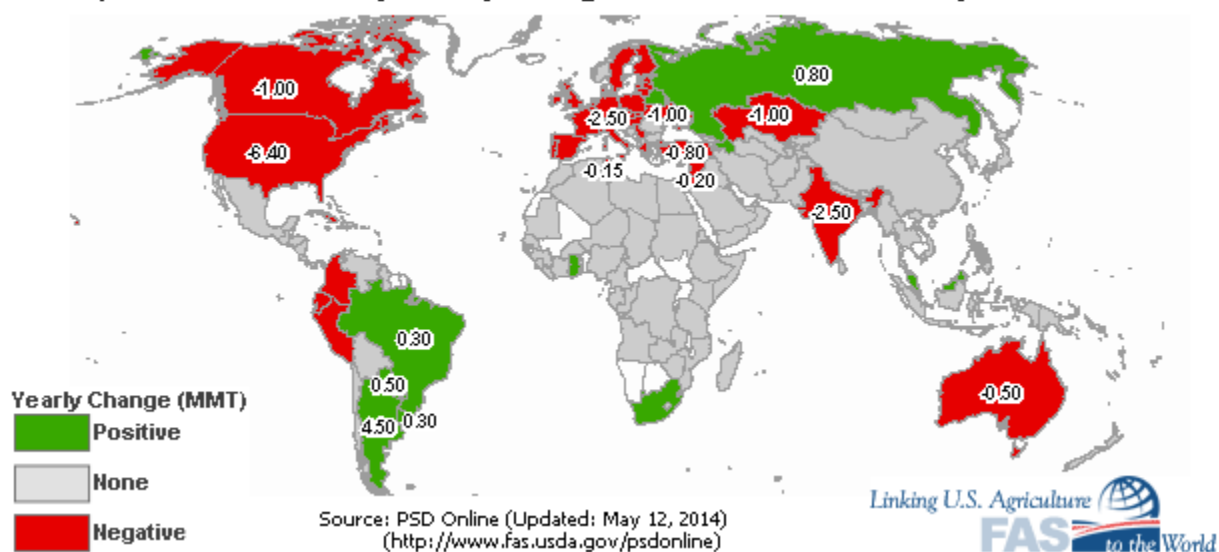 -1.00
0.80
-6.40
-2.50
-1.00
-1.00
-0.80
-0.15
-0.20
-2.50
0.30
0.50
4.50
0.30
-0.50
Yearly Change (MMT)
Positive
None
Negative
Source: PSD Online (Updated: May 12, 2014)
(http://www.fas.usda.gov/psdonline)
Linking U.S. Agriculture
FAS
to the World